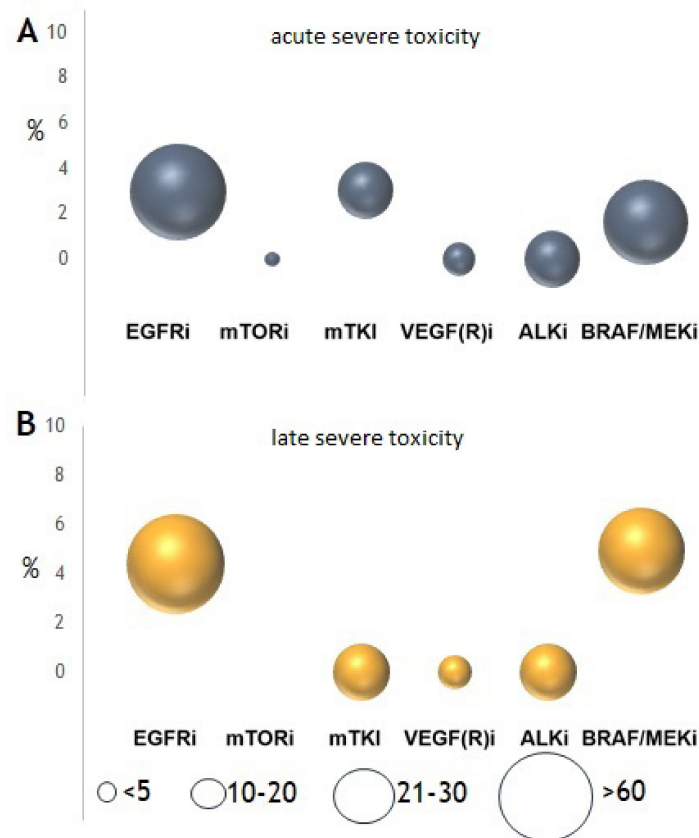 A
acute severe toxicity
10
8
6
%
4
2
0
EGFRi mTORi mTKI VEGF(R)i ALKi BRAF/MEKi
B
late severe toxicity
10
8
6
%
4
2
0
EGFRi mTORi mTKI VEGF(R)i ALKi BRAF/MEKi
<5 10-20 21-30 >60